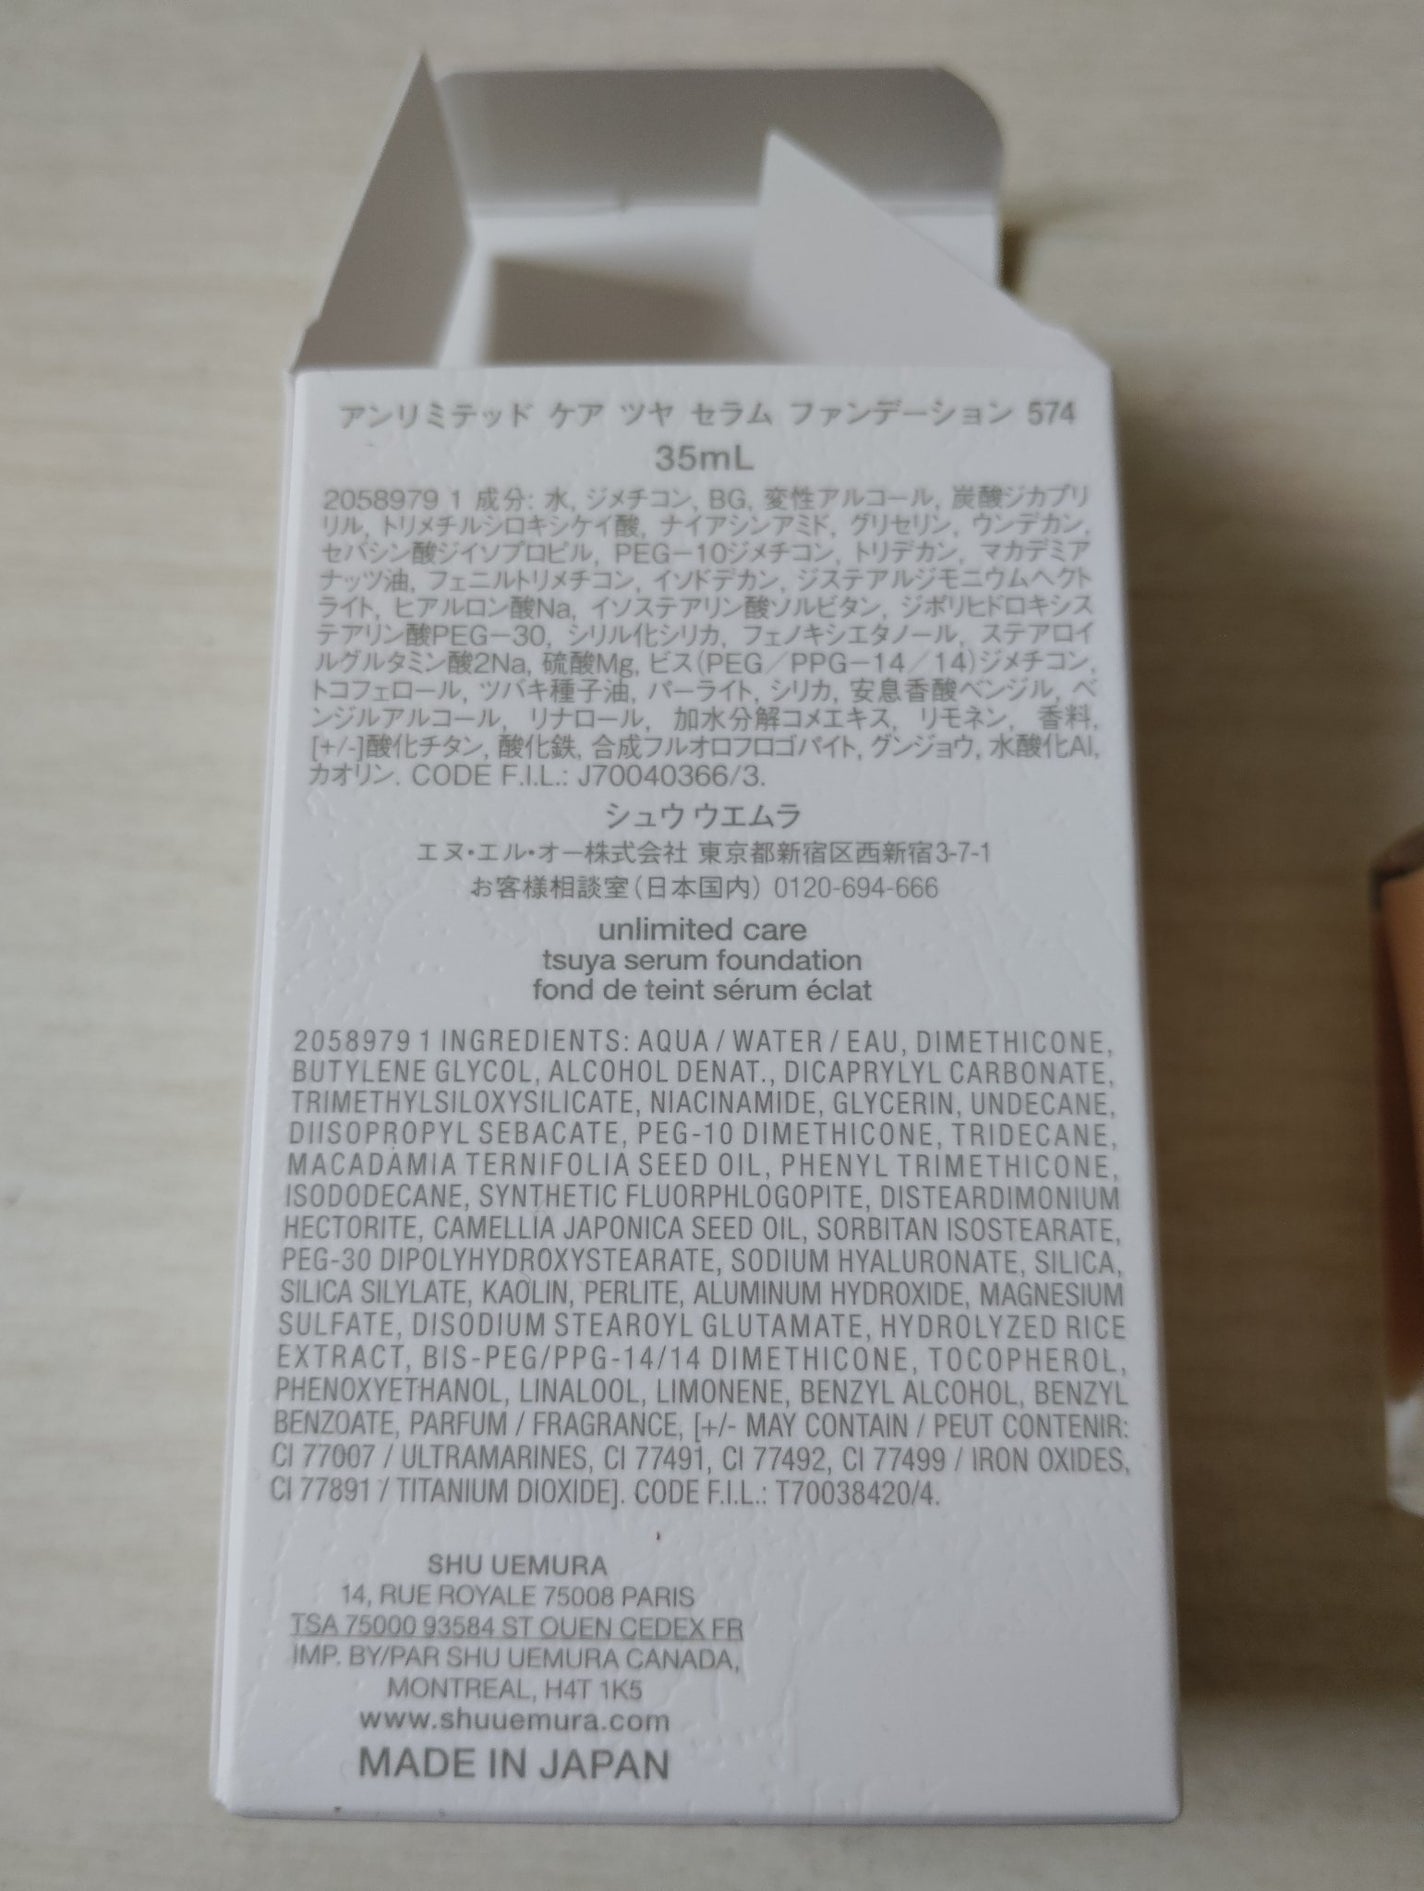 アンリミテッド ケア ツヤ セラム ファンデーション 574
35mL
2058979 1 成分: 水, ジメチコン, BG, 変性アルコール, 炭酸ジカプリ
リル, トリメチルシロキシケイ酸, ナイアシンアミド, グリセリン, ウンデカン,
セバシン酸ジイソプロピル, PEG－10ジメチコン, トリデカン, マカデミア
ナッツ油, フェニルトリメチコン, イソドデカン, ジステアルジモニウムヘクト
ライト, ヒアルロン酸Na, イソステアリン酸ソルビタン, ジポリヒドロキシス
テアリン酸PEG－30, シリル化シリカ, フェノキシエタノール, ステアロイ
ルグルタミン酸2Na, 硫酸Mg, ビス(PEG／PPG－14／14)ジメチコン,
トコフェロール, ツバキ種子油, パーライト, シリカ, 安息香酸ベンジル, ベ
ンジルアルコール, リナロール, 加水分解コメエキス, リモネン, 香料,
[+/-]酸化チタン, 酸化鉄, 合成フルオロフロゴパイト, グンジョウ, 水酸化Al,
カオリン. CODE F.I.L.: J70040366/3.
シュウ ウエムラ
エヌ・エル・オー株式会社 東京都新宿区西新宿3-7-1
お客様相談室(日本国内) 0120-694-666
unlimited care
tsuya serum foundation
fond de teint sérum éclat
2058979 1 INGREDIENTS: AQUA / WATER / EAU, DIMETHICONE,
BUTYLENE GLYCOL, ALCOHOL DENAT., DICAPRYLYL CARBONATE,
TRIMETHYLSILOXYSILICATE, NIACINAMIDE, GLYCERIN, UNDECANE,
DIISOPROPYL SEBACATE, PEG-10 DIMETHICONE, TRIDECANE,
MACADAMIA TERNIFOLIA SEED OIL, PHENYL TRIMETHICONE,
ISODODECANE, SYNTHETIC FLUORPHLOGOPITE, DISTEARDIMONIUM
HECTORITE, CAMELLIA JAPONICA SEED OIL, SORBITAN ISOSTEARATE,
PEG-30 DIPOLYHYDROXYSTEARATE, SODIUM HYALURONATE, SILICA,
SILICA SILYLATE, KAOLIN, PERLITE, ALUMINUM HYDROXIDE, MAGNESIUM
SULFATE, DISODIUM STEAROYL GLUTAMATE, HYDROLYZED RICE
EXTRACT, BIS-PEG/PPG-14/14 DIMETHICONE, TOCOPHEROL,
PHENOXYETHANOL, LINALOOL, LIMONENE, BENZYL ALCOHOL, BENZYL
BENZOATE, PARFUM / FRAGRANCE, [+/- MAY CONTAIN / PEUT CONTENIR:
CI 77007 / ULTRAMARINES, CI 77491, CI 77492, CI 77499 / IRON OXIDES,
CI 77891 / TITANIUM DIOXIDE]. CODE F.I.L.: T70038420/4.
SHU UEMURA
14, RUE ROYALE 75008 PARIS
TSA 75000 93584 ST OUEN CEDEX FR
IMP. BY/PAR SHU UEMURA CANADA,
MONTREAL, H4T 1K5
www.shuuemura.com
MADE IN JAPAN